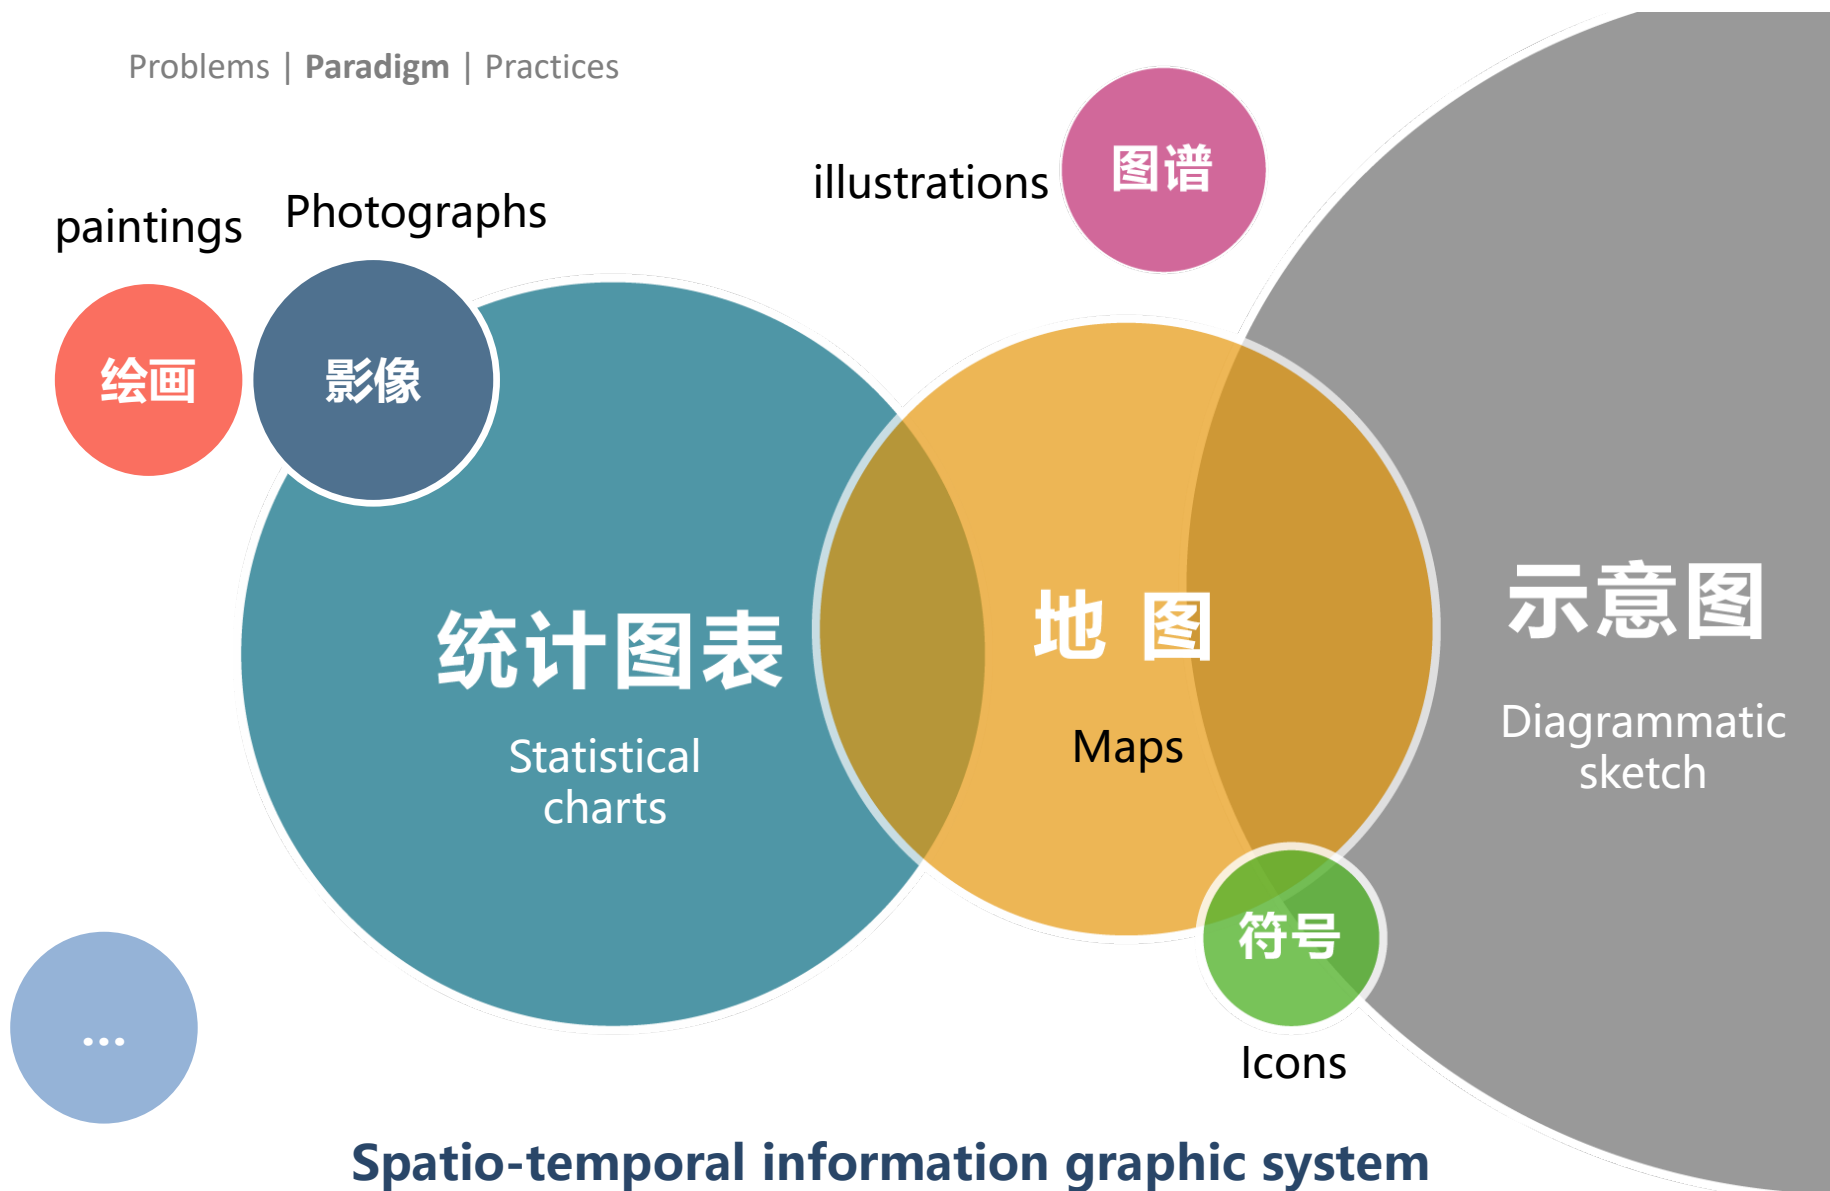 Problems | Paradigm | Practices
illustrations
图谱
paintings
Photographs
绘画
影像
统计图表
Statistical
charts
地 图
Maps
示意图
Diagrammatic
sketch
符号
Icons
...
Spatio-temporal information graphic system